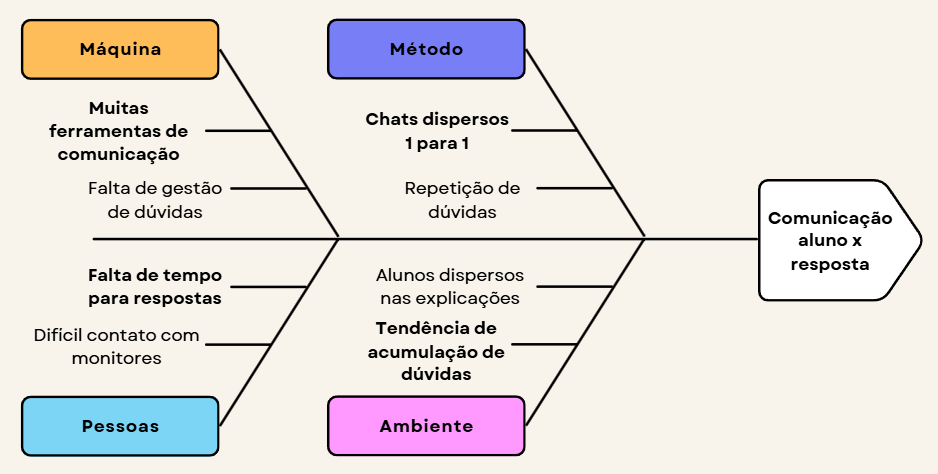 Máquina
Método
Muitas
ferramentas de
comunicação
Falta de gestão
de dúvidas
Chats dispersos
1 para 1
Repetição de
dúvidas
Comunicação
aluno x
resposta
Falta de tempo
para respostas
Difícil contato com
monitores
Alunos dispersos
nas explicações
Tendência de
acumulação de
dúvidas
Pessoas
Ambiente